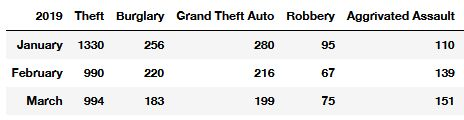 2019 Theft Burglary Grand Theft Auto Robbery Aggrivated Assault
January 1330 256 280 95 110
February 990 220 216 67 139
March 994 183 199 75 151